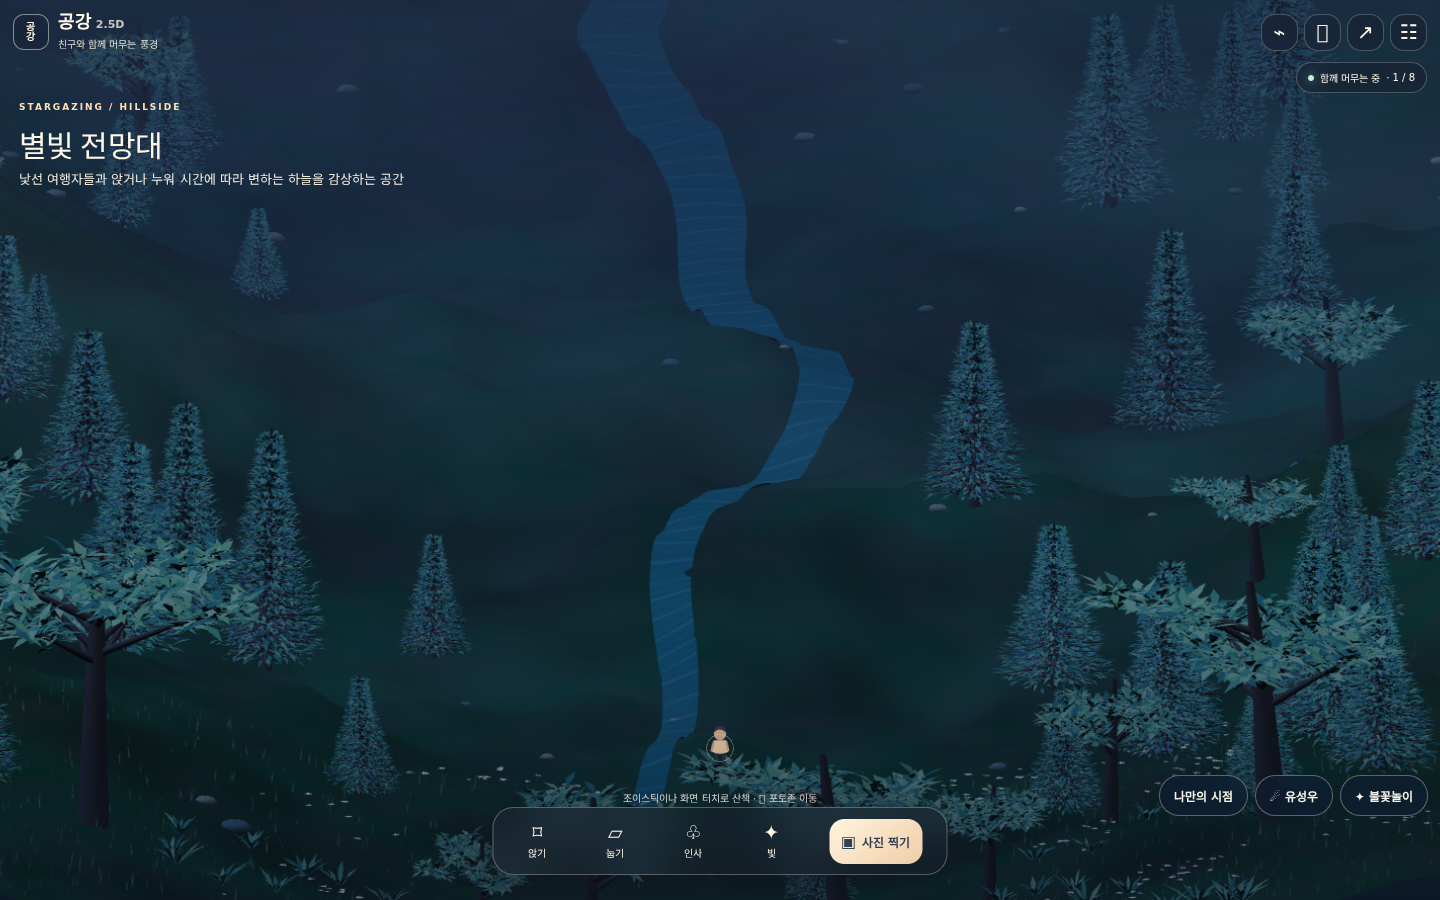 공강
공강 2.5D
친구와 함께 머무는 풍경
함께 머무는 중 · 1 / 8
STARGAZING / HILLSIDE
별빛 전망대
낯선 여행자들과 앉거나 누워 시간에 따라 변하는 하늘을 감상하는 공간
나만의 시점
☄ 유성우
✦ 불꽃놀이
조이스틱이나 화면 터치로 산책 · 포토존 이동
앉기
눕기
인사
빛
사진 찍기